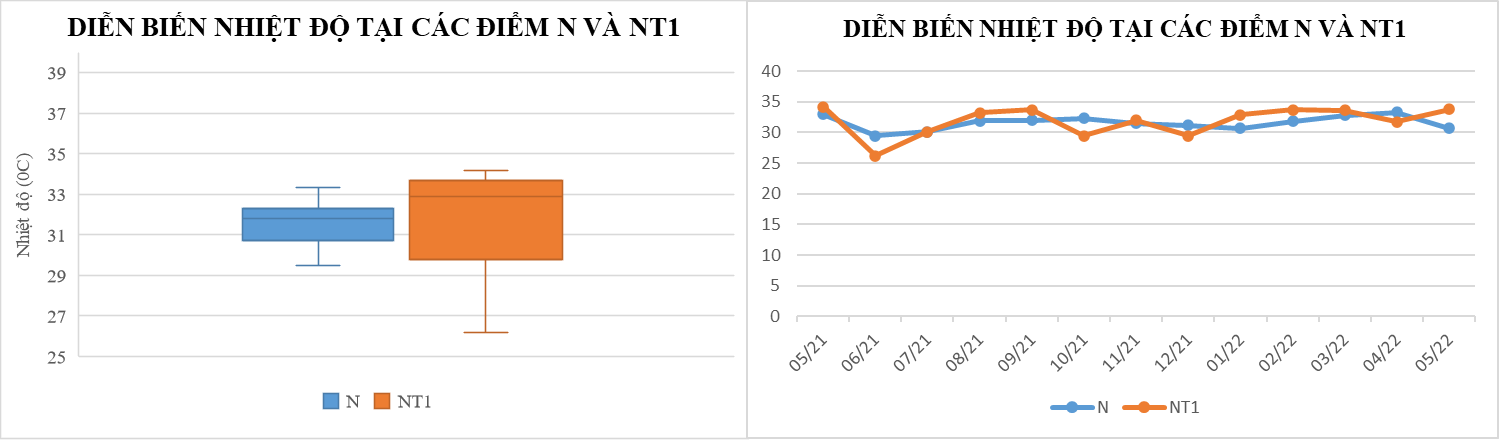 DIỄN BIẾN NHIỆT ĐỘ TẠI CÁC ĐIỂM N VÀ NT1
39
37
35
33
31
29
27
25
Nhiệt độ (0C)
N NT1
DIỄN BIẾN NHIỆT ĐỘ TẠI CÁC ĐIỂM N VÀ NT1
40
35
30
25
20
15
10
5
0
05/21 06/21 07/21 08/21 09/21 10/21 11/21 12/21 01/22 02/22 03/22 04/22 05/22
N NT1